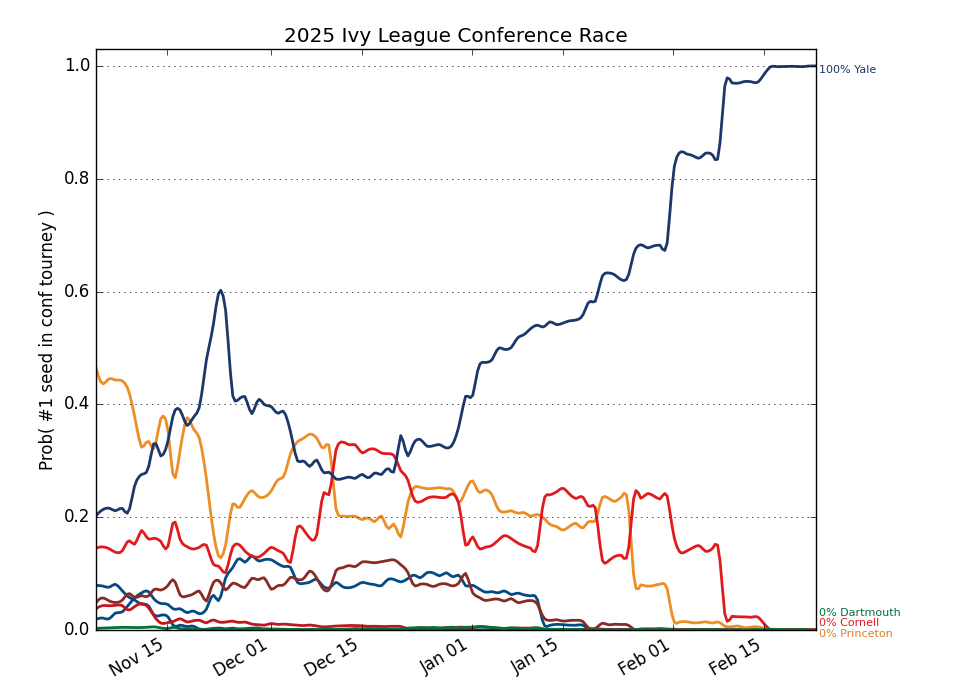 2025 Ivy League Conference Race
Prob( #1 seed in conf tourney )
1.0
0.8
0.6
0.4
0.2
0.0
Nov 15
Dec 01
Dec 15
Jan 01
Jan 15
Feb 01
Feb 15
100% Yale
0% Dartmouth
0% Cornell
0% Princeton